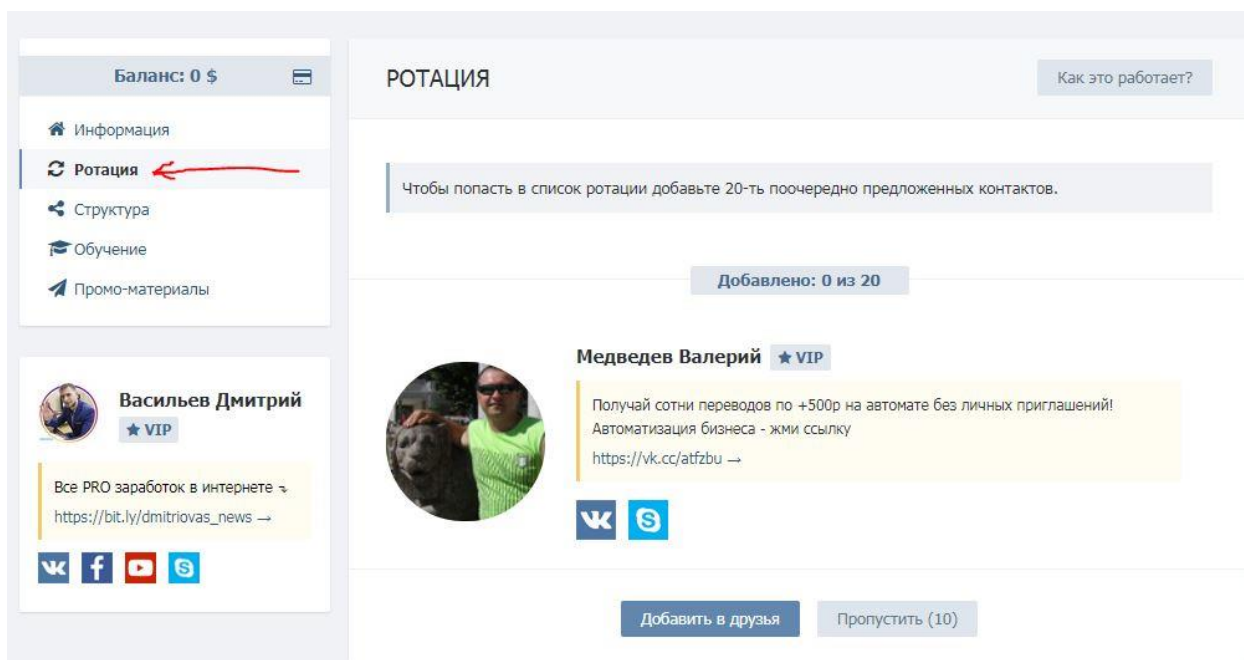 Баланс: 0 $
Информация
Ротация
Структура
Обучение
Промо-материалы
Васильев Дмитрий
VIP
Все PRO заработок в интернете
https://bit.ly/dmitriovas_news →
РОТАЦИЯ
Как это работает?
Чтобы попасть в список ротации добавьте 20-ть поочередно предложенных контактов.
Добавлено: 0 из 20
Медведев Валерий VIP
Получай сотни переводов по +500р на автомате без личных приглашений!
Автоматизация бизнеса - жми ссылку
https://vk.cc/atfzbu →
Добавить в друзья
Пропустить (10)